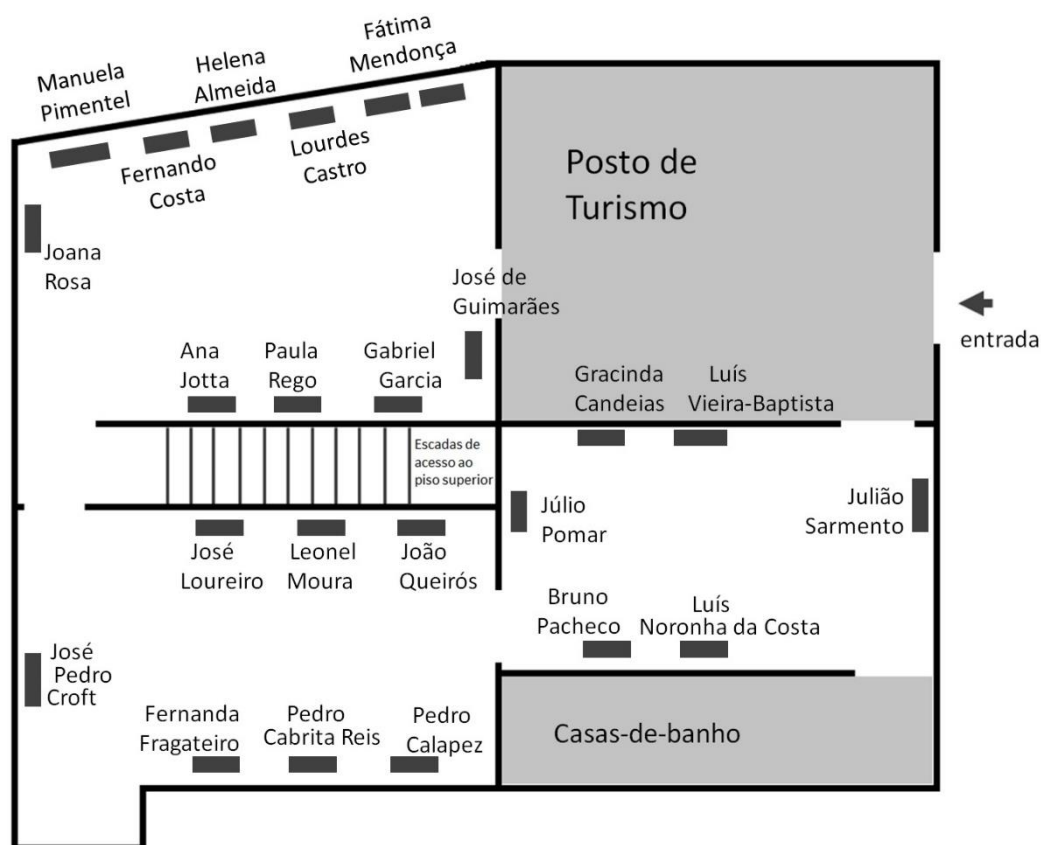 Manuela
Pimentel
Helena
Almeida
Fátima
Mendonça
Fernando
Costa
Lourdes
Castro
Posto de
Turismo
Joana
Rosa
José de
Guimarães
entrada
Ana
Jotta
Paula
Rego
Gabriel
Garcia
Gracinda
Candeias
Luís
Vieira-Baptista
Escadas de
acesso ao
piso superior
Júlio
Pomar
Julião
Sarmento
José
Loureiro
Leonel
Moura
João
Queirós
Bruno
Pacheco
Luís
Noronha da Costa
José
Pedro
Croft
Fernanda
Fragateiro
Pedro
Cabrita Reis
Pedro
Calapez
Casas-de-banho